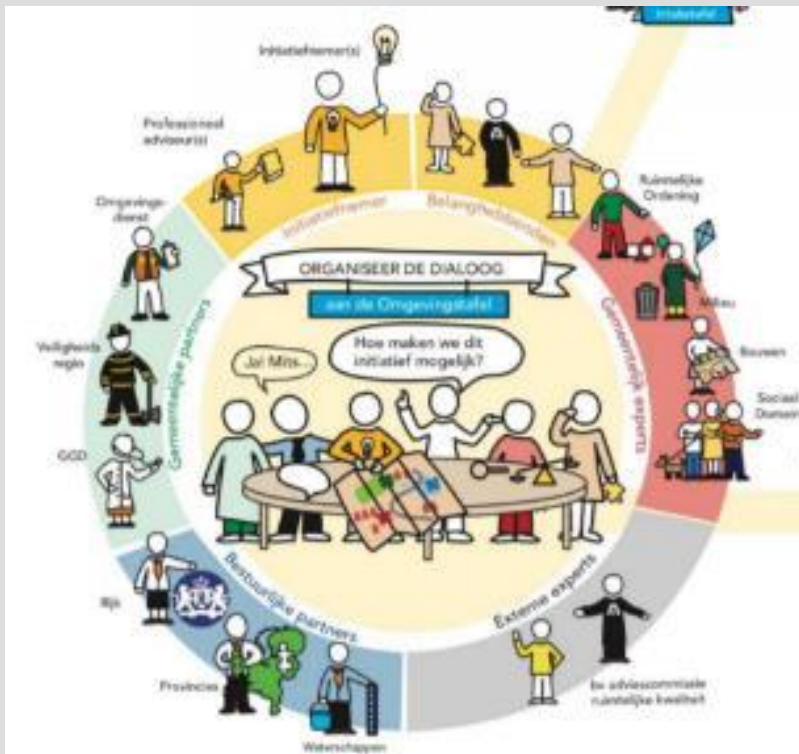 Intaketafel
Initiatiefnemer(s)
Professioneel
adviseur(s)
Omgevings-
dienst
Veiligheids
regio
GGD
Rijk
Provincies
Waterschappen
Initiatiefnemer
Belanghebbenden
Ruimtelijke
Ordening
Milieu
Bouwen
Sociaal
Domein
Gemeentelijke partners
Gemeentelijke experts
Bestuurlijke partners
Externe experts
ORGANISEER DE DIALOOG
aan de Omgevingstafel
Ja! Mits...
Hoe maken we dit
initiatief mogelijk?
adviescommissie
ruimtelijke kwaliteit